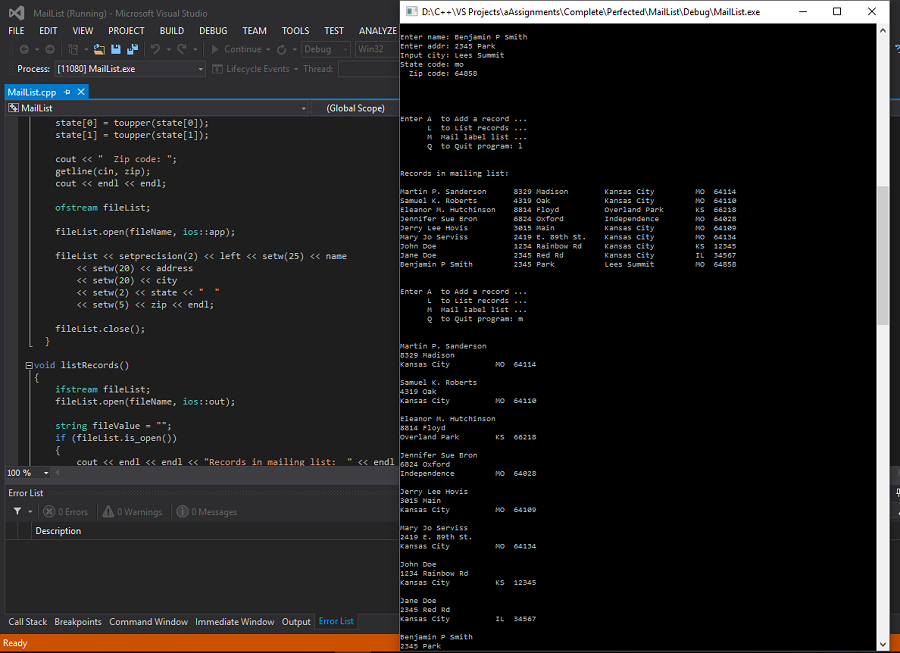 MailList (Running) - Microsoft Visual Studio
FILE EDIT VIEW PROJECT BUILD DEBUG TEAM TOOLS TEST ANALYZE
Continue Debug Win32
Process: [11080] MailList.exe Lifecycle Events Thread:
MailList.cpp
MailList (Global Scope)
state[0] = toupper(state[0]);
state[1] = toupper(state[1]);
cout << "  Zip code: ";
getline(cin, zip);
cout << endl << endl;
ofstream fileList;
fileList.open(fileName, ios::app);
fileList << setprecision(2) << left << setw(25) << name
<< setw(20) << address
<< setw(20) << city
<< setw(2) << state << "  "
<< setw(5) << zip << endl;
fileList.close();
}
void listRecords()
{
ifstream fileList;
fileList.open(fileName, ios::out);
string fileValue = "";
if (fileList.is_open())
{
cout << endl << endl << "Records in mailing list:  " << endl
100 %
Error List
0 Errors 0 Warnings 0 Messages
Description
Call Stack Breakpoints Command Window Immediate Window Output Error List
Ready
D:\C++\VS Projects\aAssignments\Complete\Perfected\MailList\Debug\MailList.exe
Enter name: Benjamin P Smith
Enter addr: 2345 Park
Input city: Lees Summit
State code: mo
Zip code: 64858
Enter A  to Add a record ...
L  to List records ...
M  Mail label list ...
Q  to Quit program: l
Records in mailing list:
Martin P. Sanderson 8329 Madison Kansas City MO 64114
Samuel K. Roberts 4319 Oak Kansas City MO 64110
Eleanor M. Hutchinson 8814 Floyd Overland Park KS 66218
Jennifer Sue Bron 6824 Oxford Independence MO 64028
Jerry Lee Hovis 3015 Main Kansas City MO 64109
Mary Jo Serviss 2419 E. 89th St. Kansas City MO 64134
John Doe 1234 Rainbow Rd Kansas City KS 12345
Jane Doe 2345 Red Rd Kansas City IL 34567
Benjamin P Smith 2345 Park Lees Summit MO 64858
Enter A  to Add a record ...
L  to List records ...
M  Mail label list ...
Q  to Quit program: m
Martin P. Sanderson
8329 Madison
Kansas City MO 64114
Samuel K. Roberts
4319 Oak
Kansas City MO 64110
Eleanor M. Hutchinson
8814 Floyd
Overland Park KS 66218
Jennifer Sue Bron
6824 Oxford
Independence MO 64028
Jerry Lee Hovis
3015 Main
Kansas City MO 64109
Mary Jo Serviss
2419 E. 89th St.
Kansas City MO 64134
John Doe
1234 Rainbow Rd
Kansas City KS 12345
Jane Doe
2345 Red Rd
Kansas City IL 34567
Benjamin P Smith
2345 Park